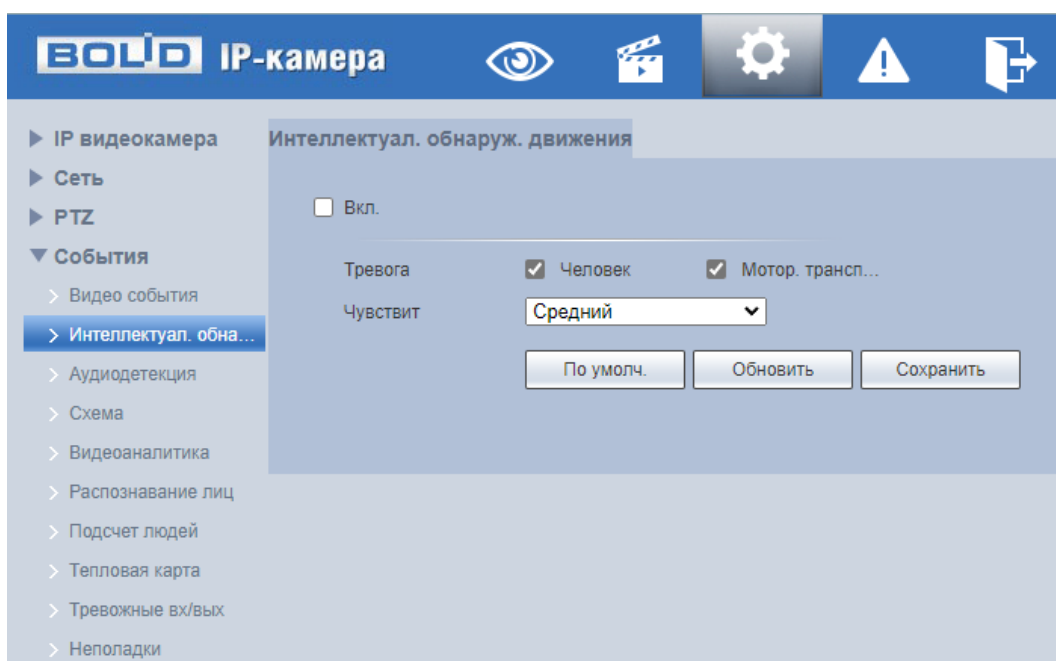 BOLID IP-камера
IP видеокамера
Сеть
PTZ
События
Видео события
Интеллектуал. обна...
Аудиодетекция
Схема
Видеоаналитика
Распознавание лиц
Подсчет людей
Тепловая карта
Тревожные вх/вых
Неполадки
Интеллектуал. обнаруж. движения
Вкл.
Тревога Человек Мотор. трансп...
Чувствит Средний
По умолч. Обновить Сохранить